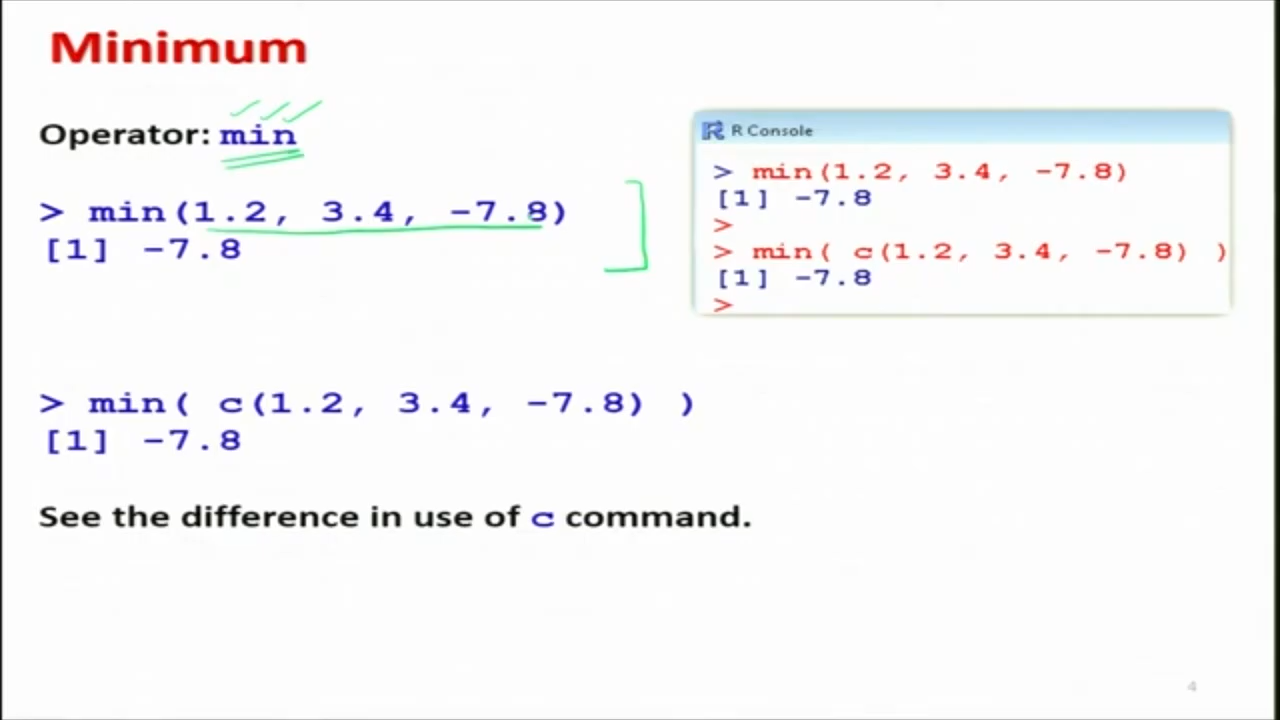 Minimum
Operator: min
> min(1.2, 3.4, -7.8)
[1] -7.8
> min( c(1.2, 3.4, -7.8) )
[1] -7.8
See the difference in use of c command.
R Console
> min(1.2, 3.4, -7.8)
[1] -7.8
>
> min( c(1.2, 3.4, -7.8) )
[1] -7.8
>
4